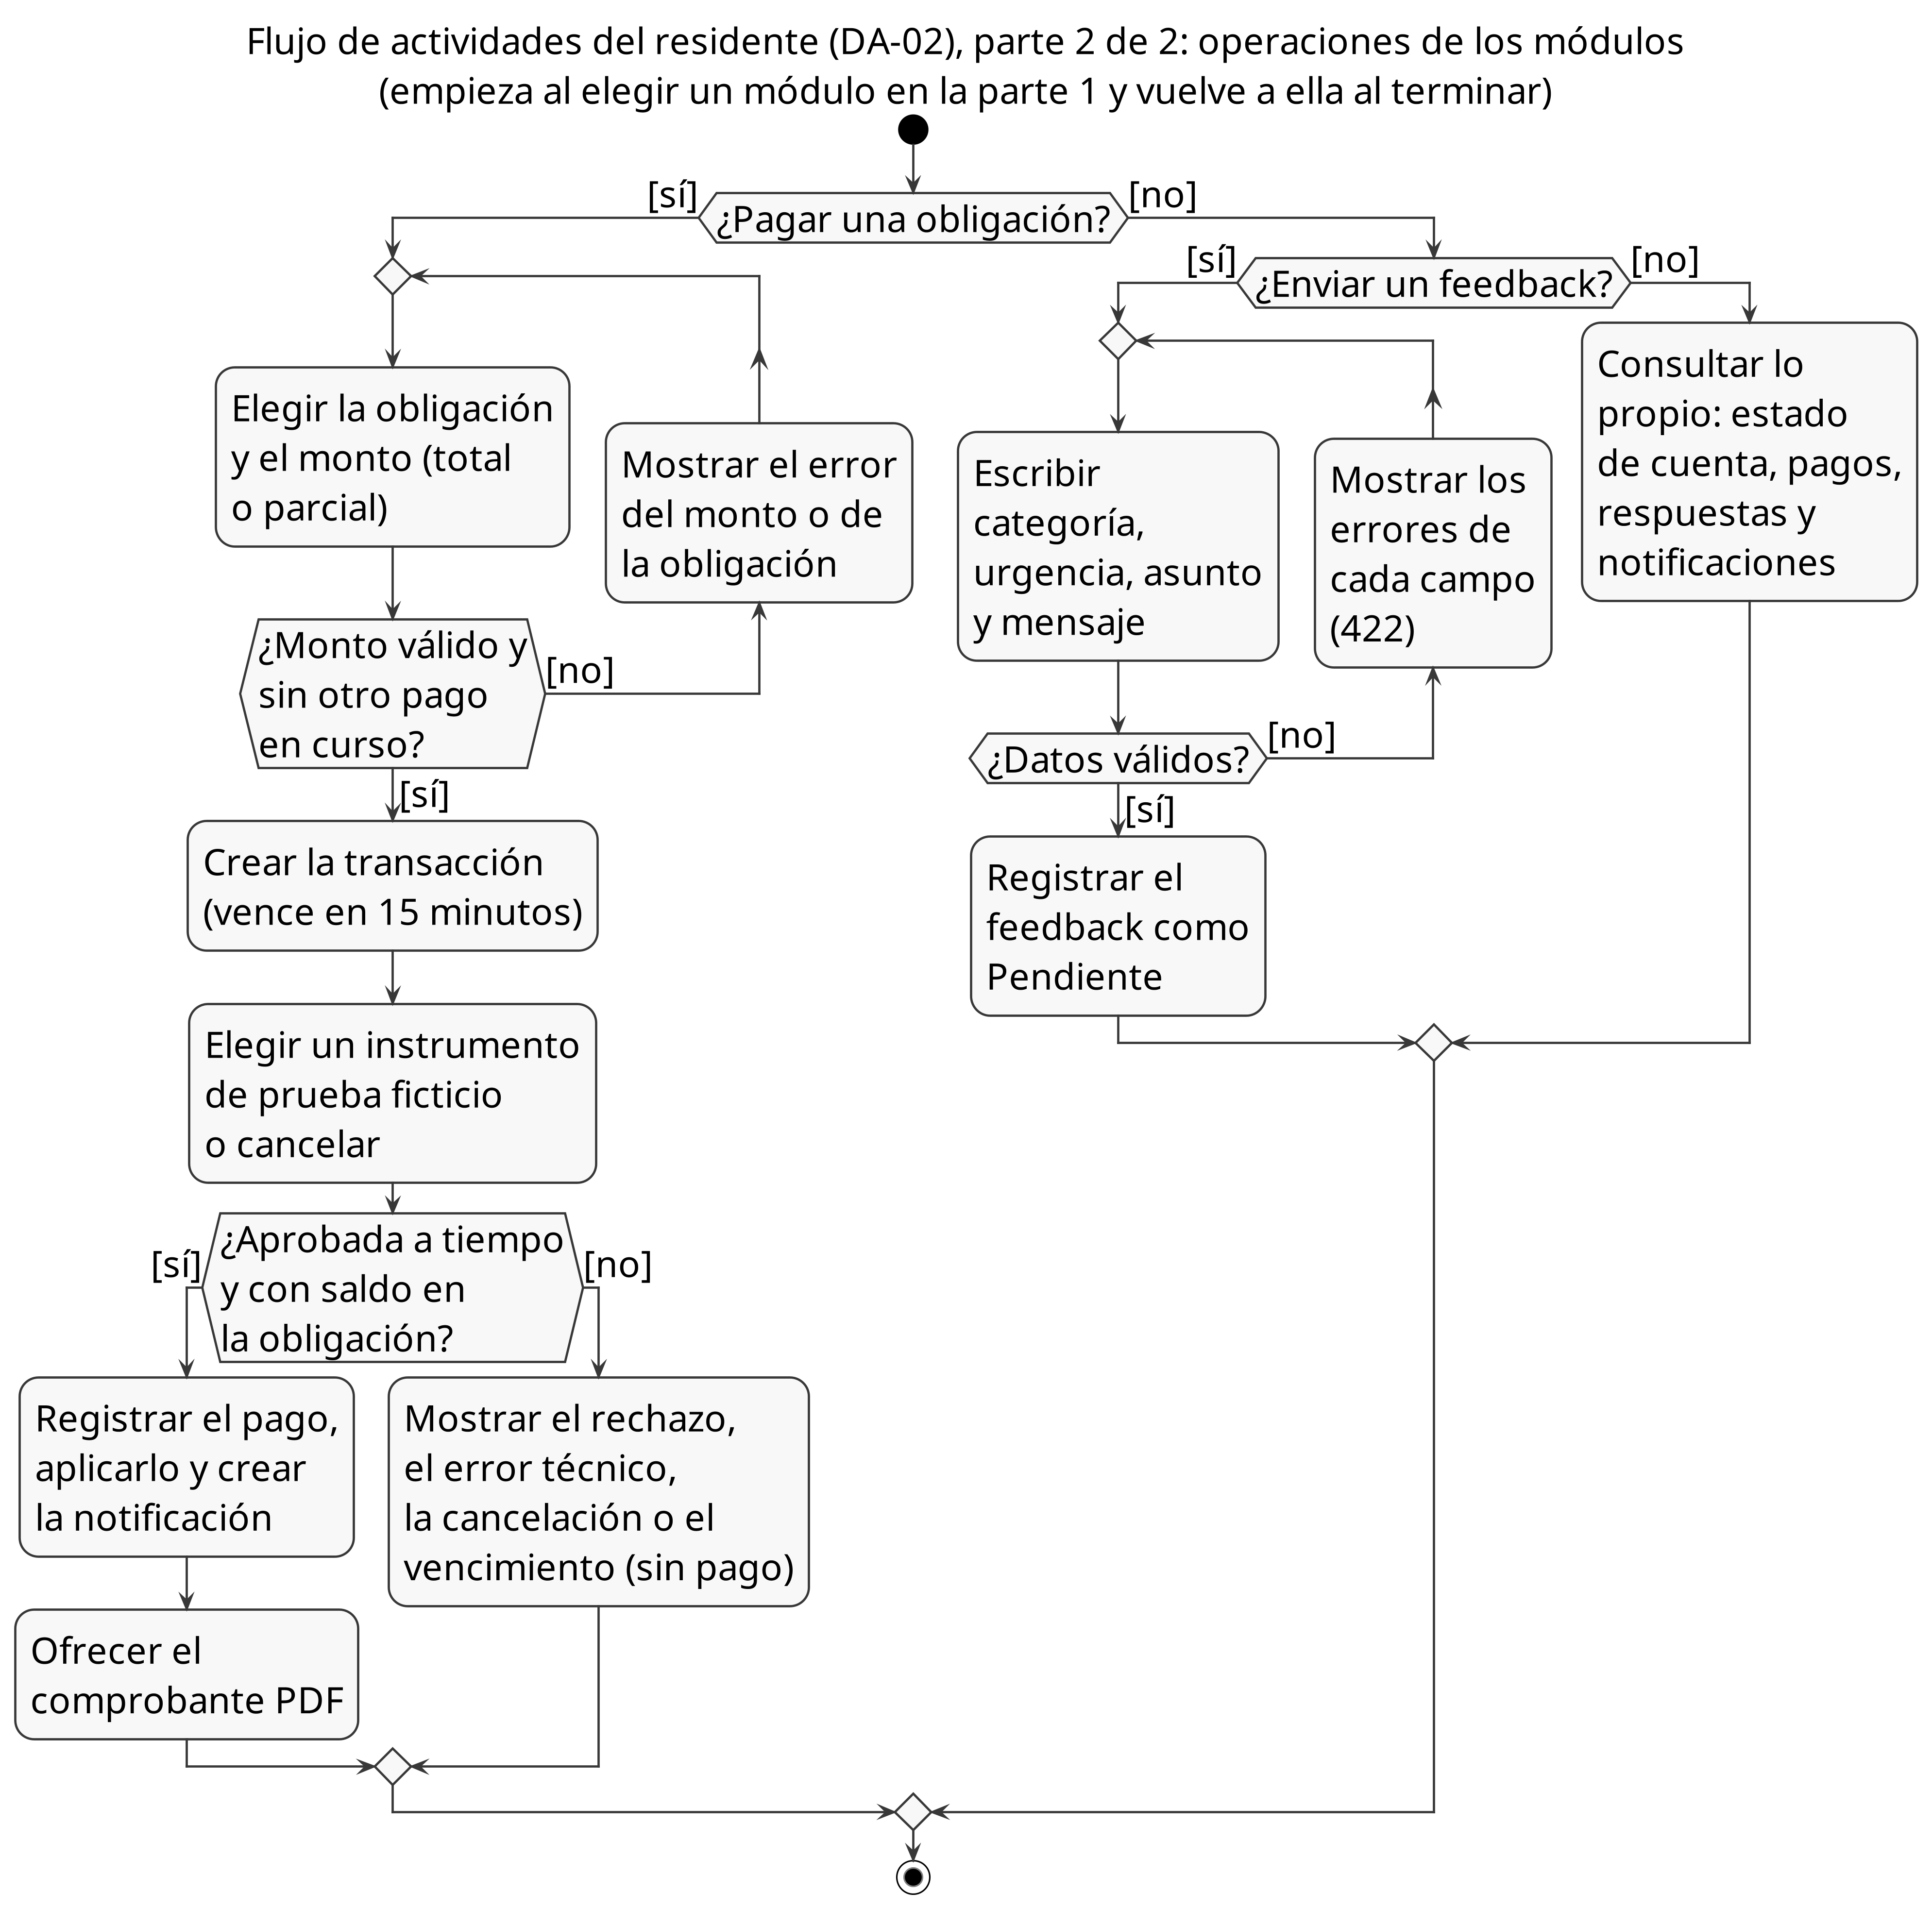 Flujo de actividades del residente (DA-02), parte 2 de 2: operaciones de los módulos
(empieza al elegir un módulo en la parte 1 y vuelve a ella al terminar)
[sí]
¿Pagar una obligación?
[no]
Elegir la obligación
y el monto (total
o parcial)
Mostrar el error
del monto o de
la obligación
¿Monto válido y
sin otro pago
en curso?
[no]
[sí]
Crear la transacción
(vence en 15 minutos)
Elegir un instrumento
de prueba ficticio
o cancelar
[sí]
¿Aprobada a tiempo
y con saldo en
la obligación?
[no]
Registrar el pago,
aplicarlo y crear
la notificación
Ofrecer el
comprobante PDF
Mostrar el rechazo,
el error técnico,
la cancelación o el
vencimiento (sin pago)
[sí]
¿Enviar un feedback?
[no]
Escribir
categoría,
urgencia, asunto
y mensaje
Mostrar los
errores de
cada campo
(422)
¿Datos válidos?
[no]
[sí]
Registrar el
feedback como
Pendiente
Consultar lo
propio: estado
de cuenta, pagos,
respuestas y
notificaciones